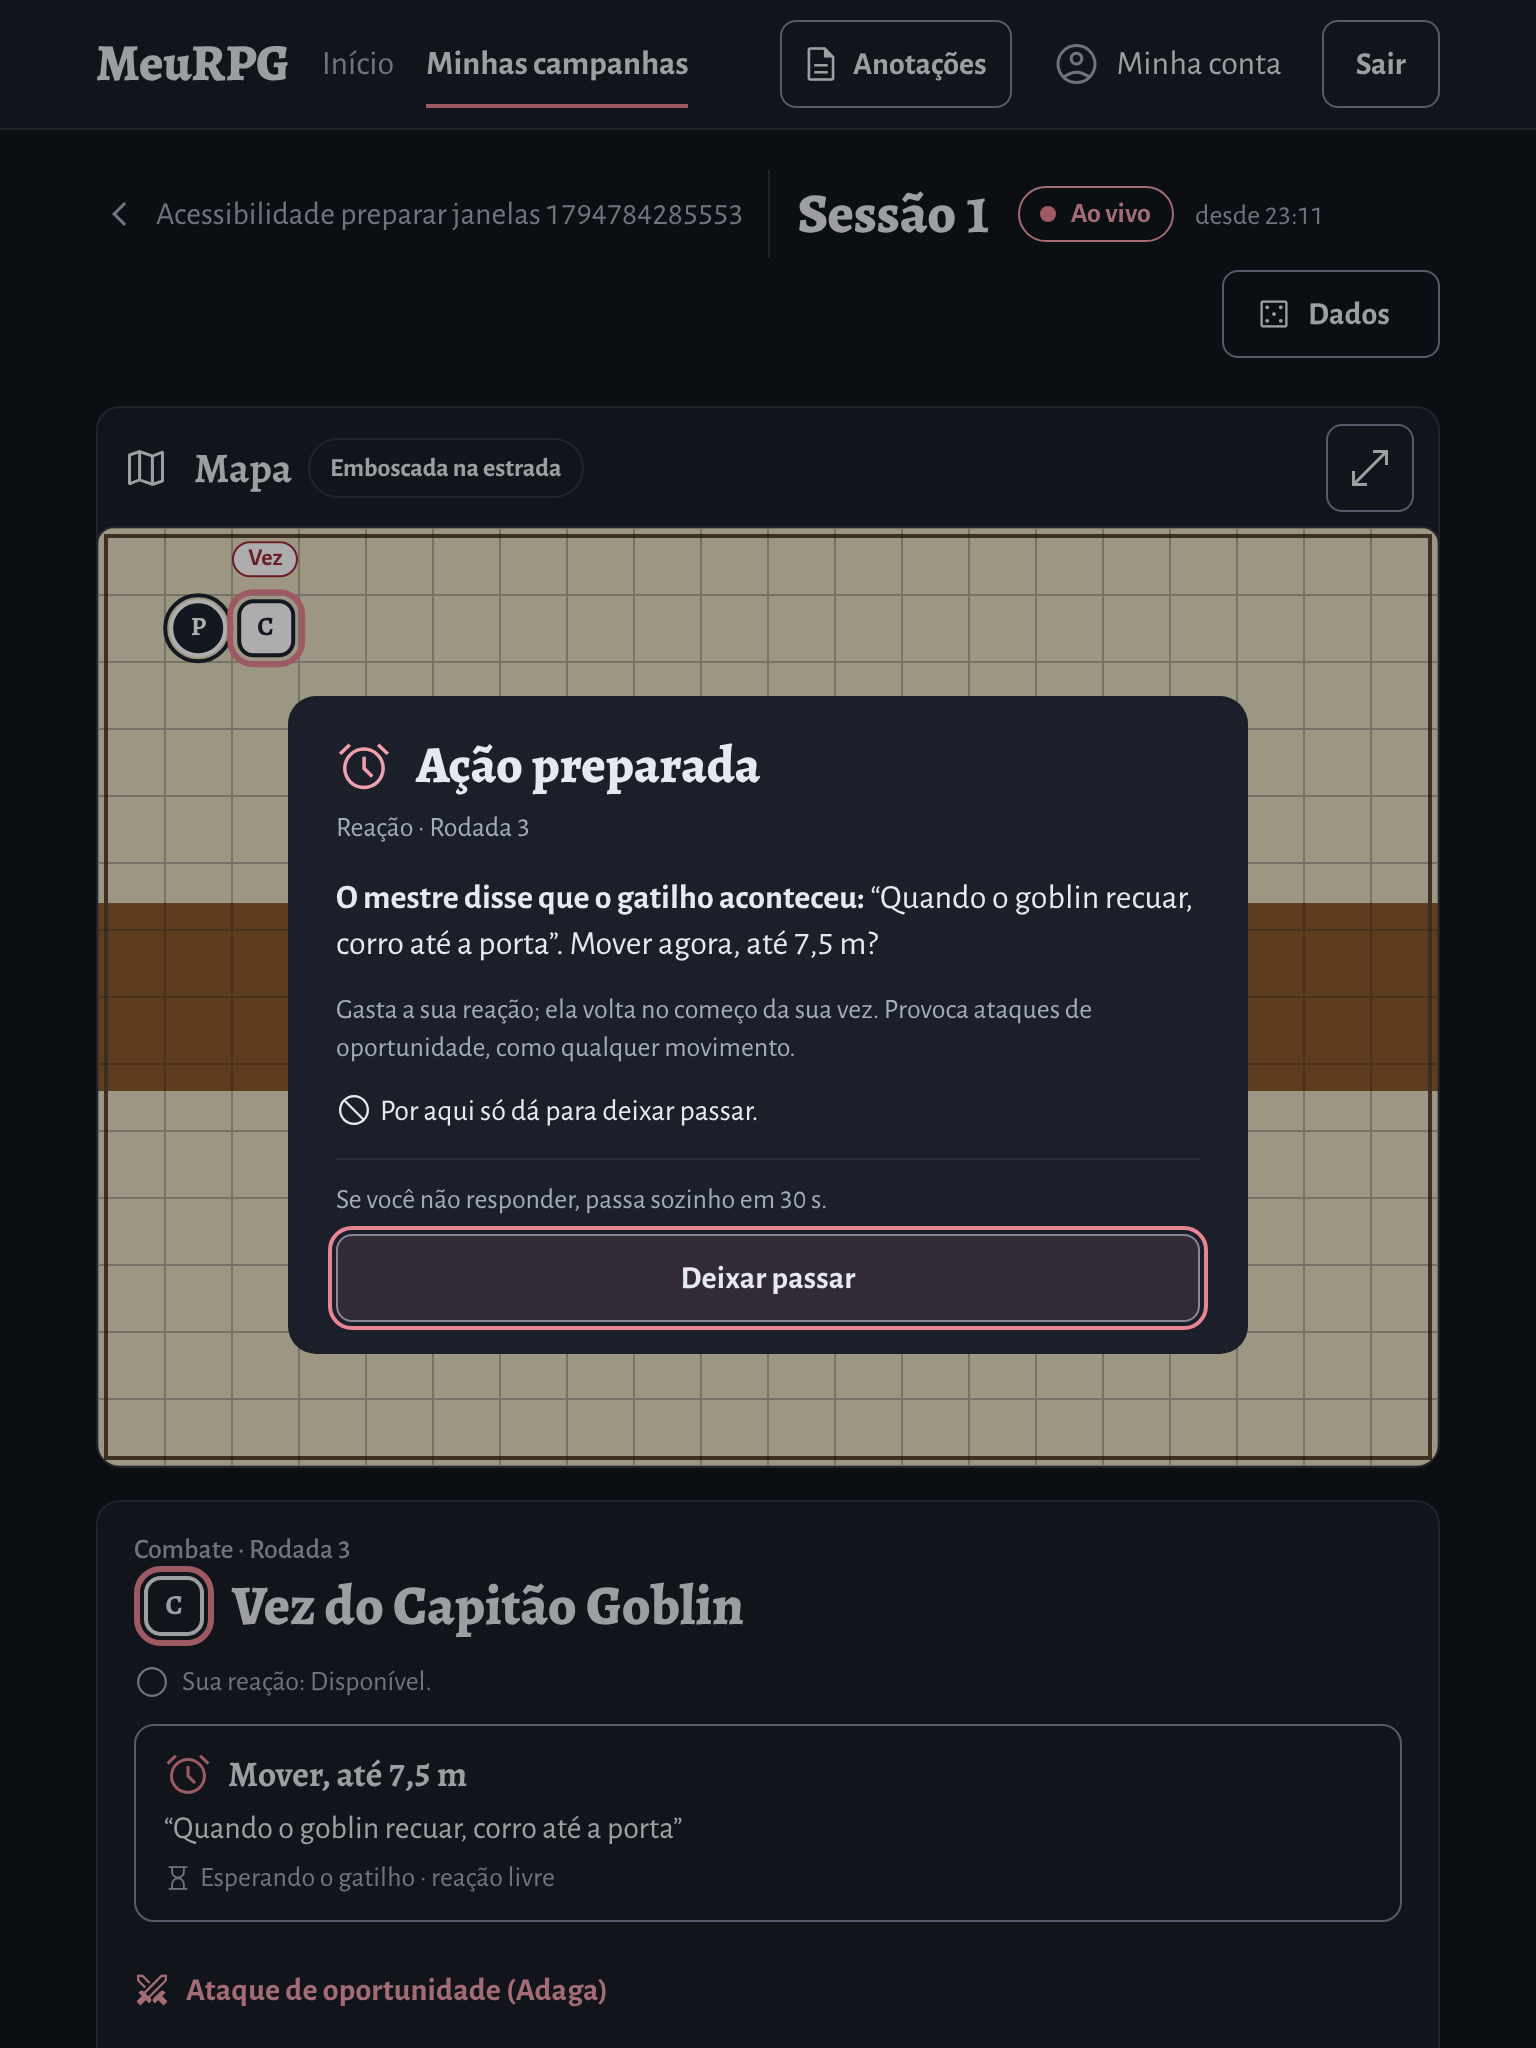 MeuRPG Início Minhas campanhas Anotações Minha conta Sair
Acessibilidade preparar janelas 1794784285553 Sessão 1 Ao vivo desde 23:11
Dados
Mapa Emboscada na estrada
Vez
P C
Ação preparada
Reação · Rodada 3
O mestre disse que o gatilho aconteceu: “Quando o goblin recuar,
corro até a porta”. Mover agora, até 7,5 m?
Gasta a sua reação; ela volta no começo da sua vez. Provoca ataques de
oportunidade, como qualquer movimento.
Por aqui só dá para deixar passar.
Se você não responder, passa sozinho em 30 s.
Deixar passar
Combate · Rodada 3
C Vez do Capitão Goblin
Sua reação: Disponível.
Mover, até 7,5 m
“Quando o goblin recuar, corro até a porta”
Esperando o gatilho · reação livre
Ataque de oportunidade (Adaga)